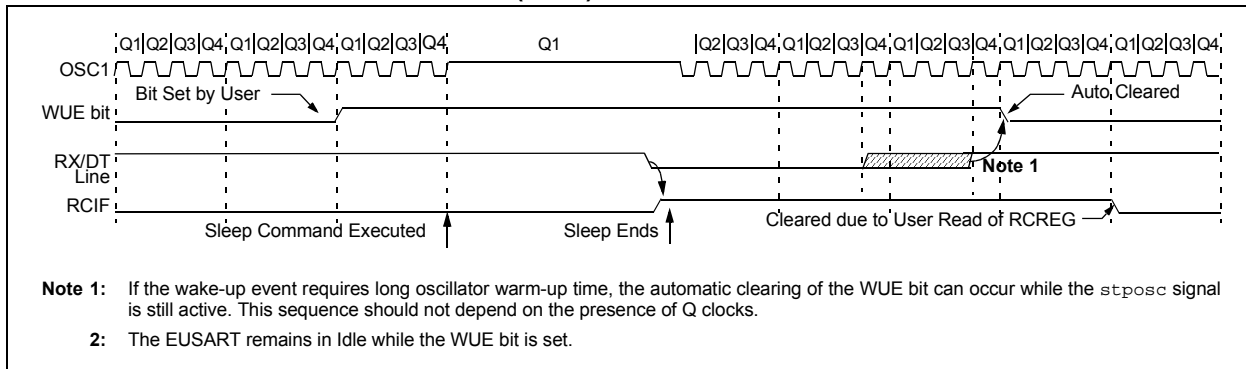 Q1|Q2|Q3|Q4|Q1|Q2|Q3|Q4|Q1|Q2|Q3|Q4 Q1 |Q2|Q3|Q4|Q1|Q2|Q3|Q4|Q1|Q2|Q3|Q4|Q1|Q2|Q3|Q4|Q1|Q2|Q3|Q4
OSC1
Bit Set by User
Auto Cleared
WUE bit
RX/DT
Line
Note 1
RCIF
Cleared due to User Read of RCREG
Sleep Command Executed
Sleep Ends
Note 1: If the wake-up event requires long oscillator warm-up time, the automatic clearing of the WUE bit can occur while the stposc signal
is still active. This sequence should not depend on the presence of Q clocks.
2: The EUSART remains in Idle while the WUE bit is set.